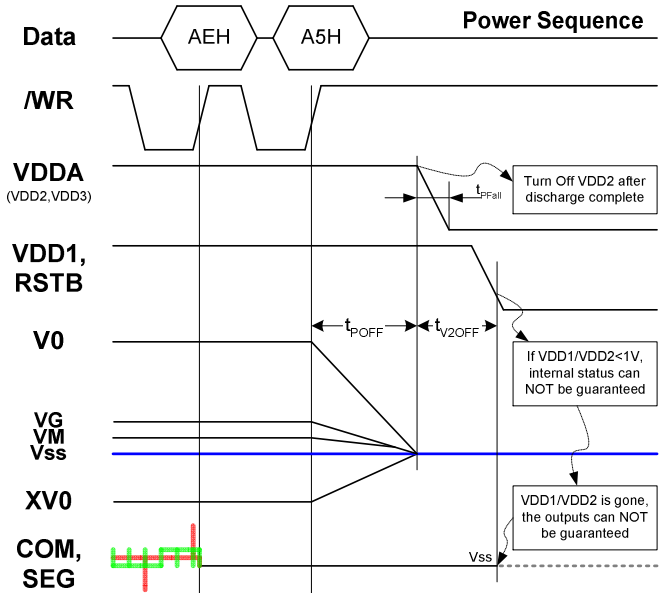 Power Sequence
Data
AEH
A5H
/WR
VDDA
(VDD2,VDD3)
tPFall
Turn Off VDD2 after
discharge complete
VDD1,
RSTB
tPOFF
tV2OFF
V0
If VDD1/VDD2<1V,
internal status can
NOT be guaranteed
VG
VM
Vss
XV0
VDD1/VDD2 is gone,
the outputs can NOT
be guaranteed
COM,
SEG
Vss